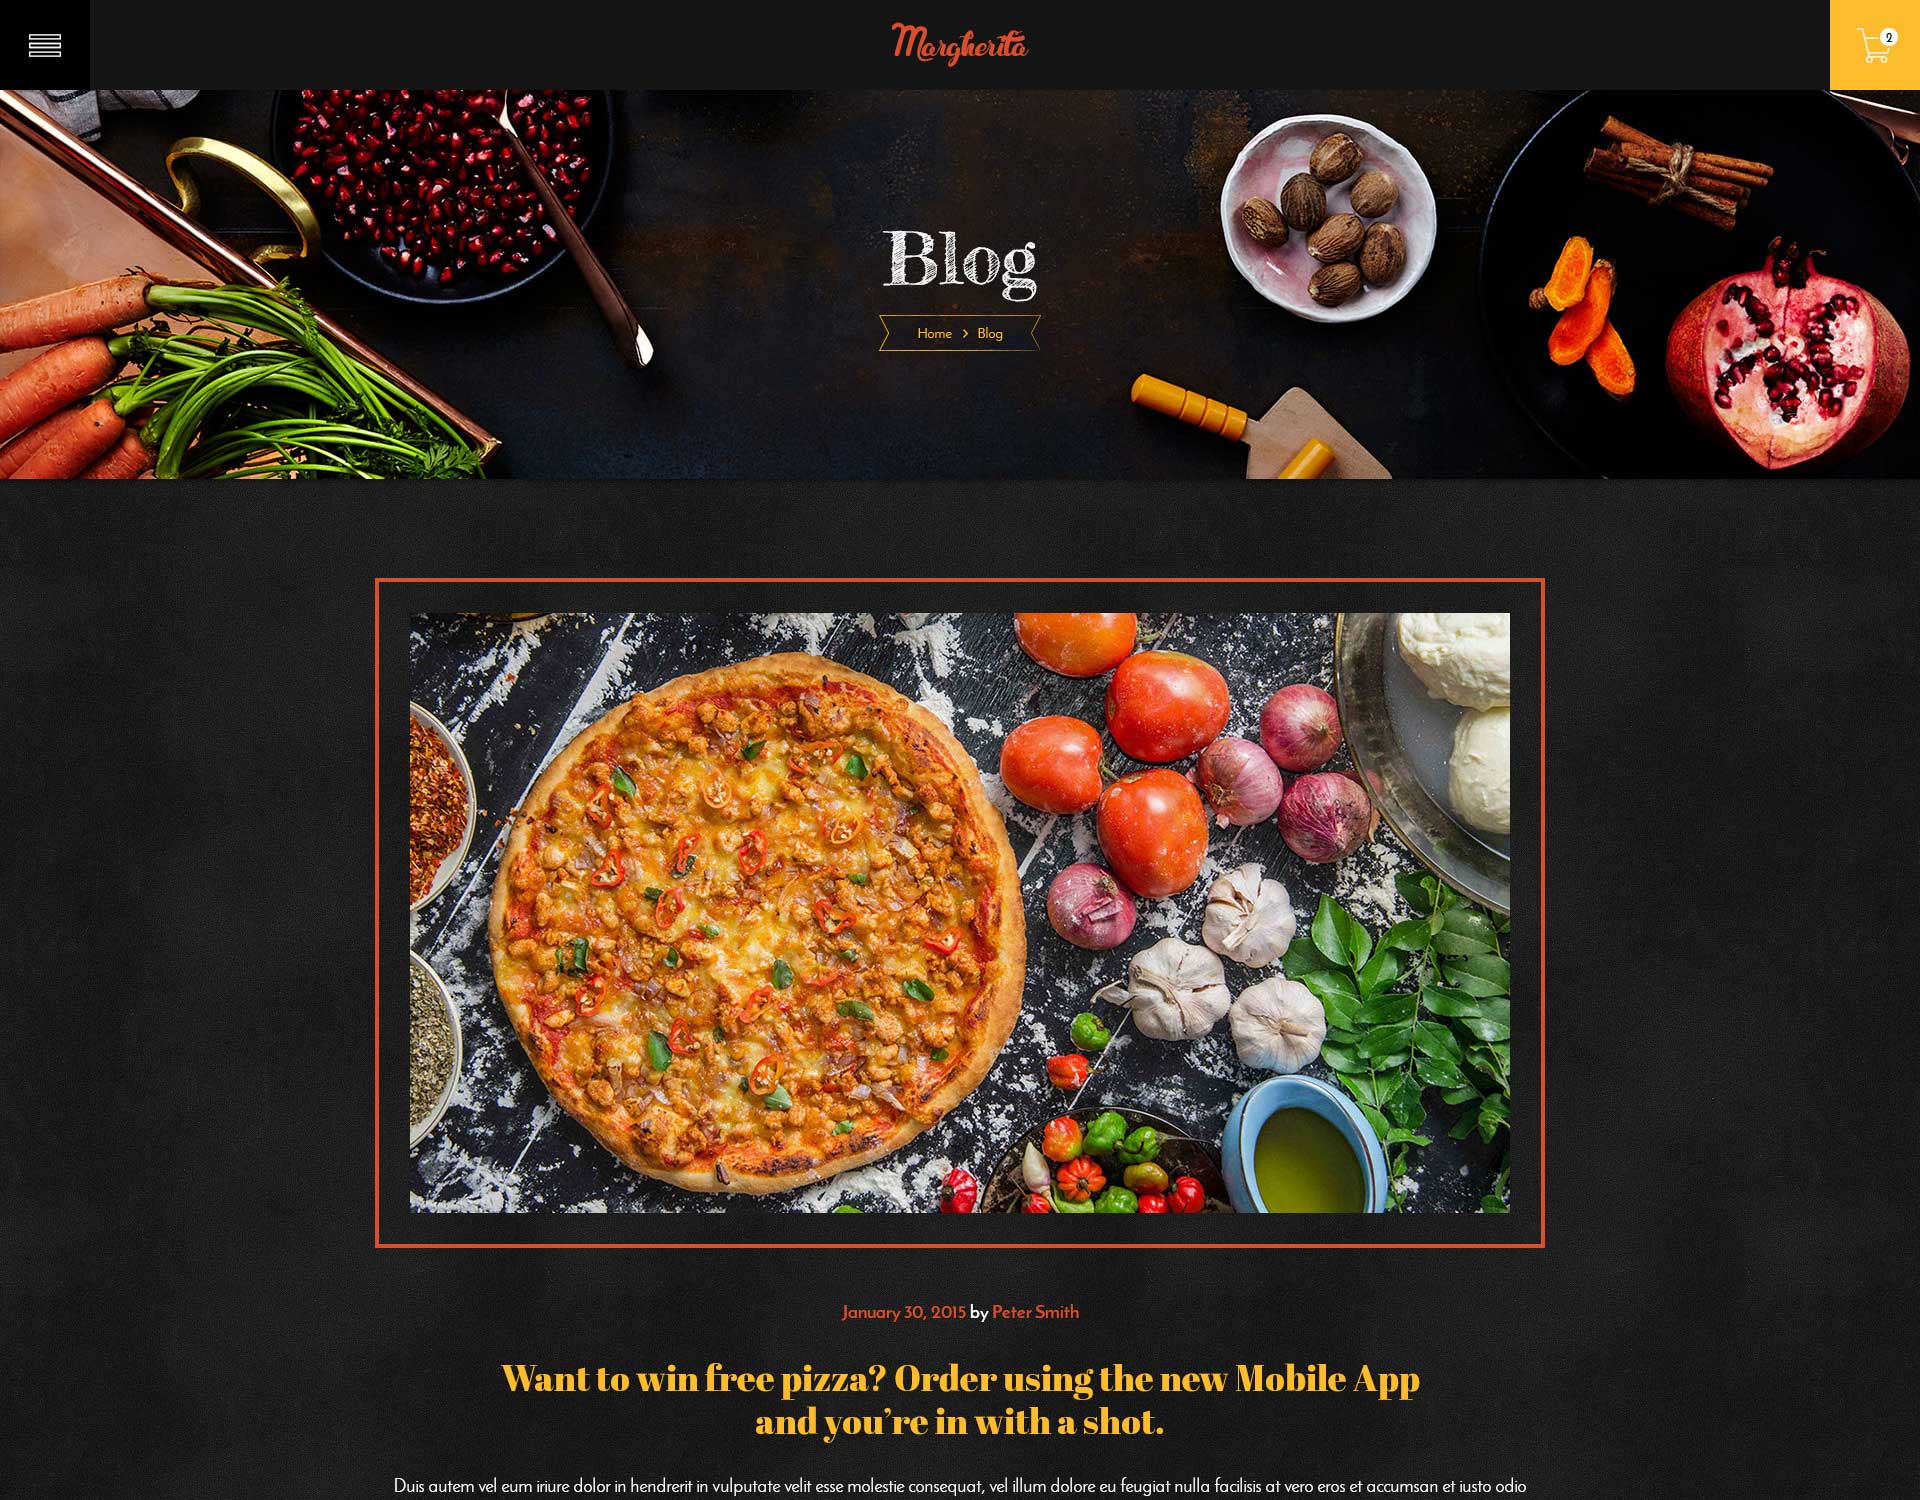 Margherita
2
Blog
Home > Blog
January 30, 2015 by Peter Smith
Want to win free pizza? Order using the new Mobile App
and you’re in with a shot.
Duis autem vel eum iriure dolor in hendrerit in vulputate velit esse molestie consequat, vel illum dolore eu feugiat nulla facilisis at vero eros et accumsan et iusto odio